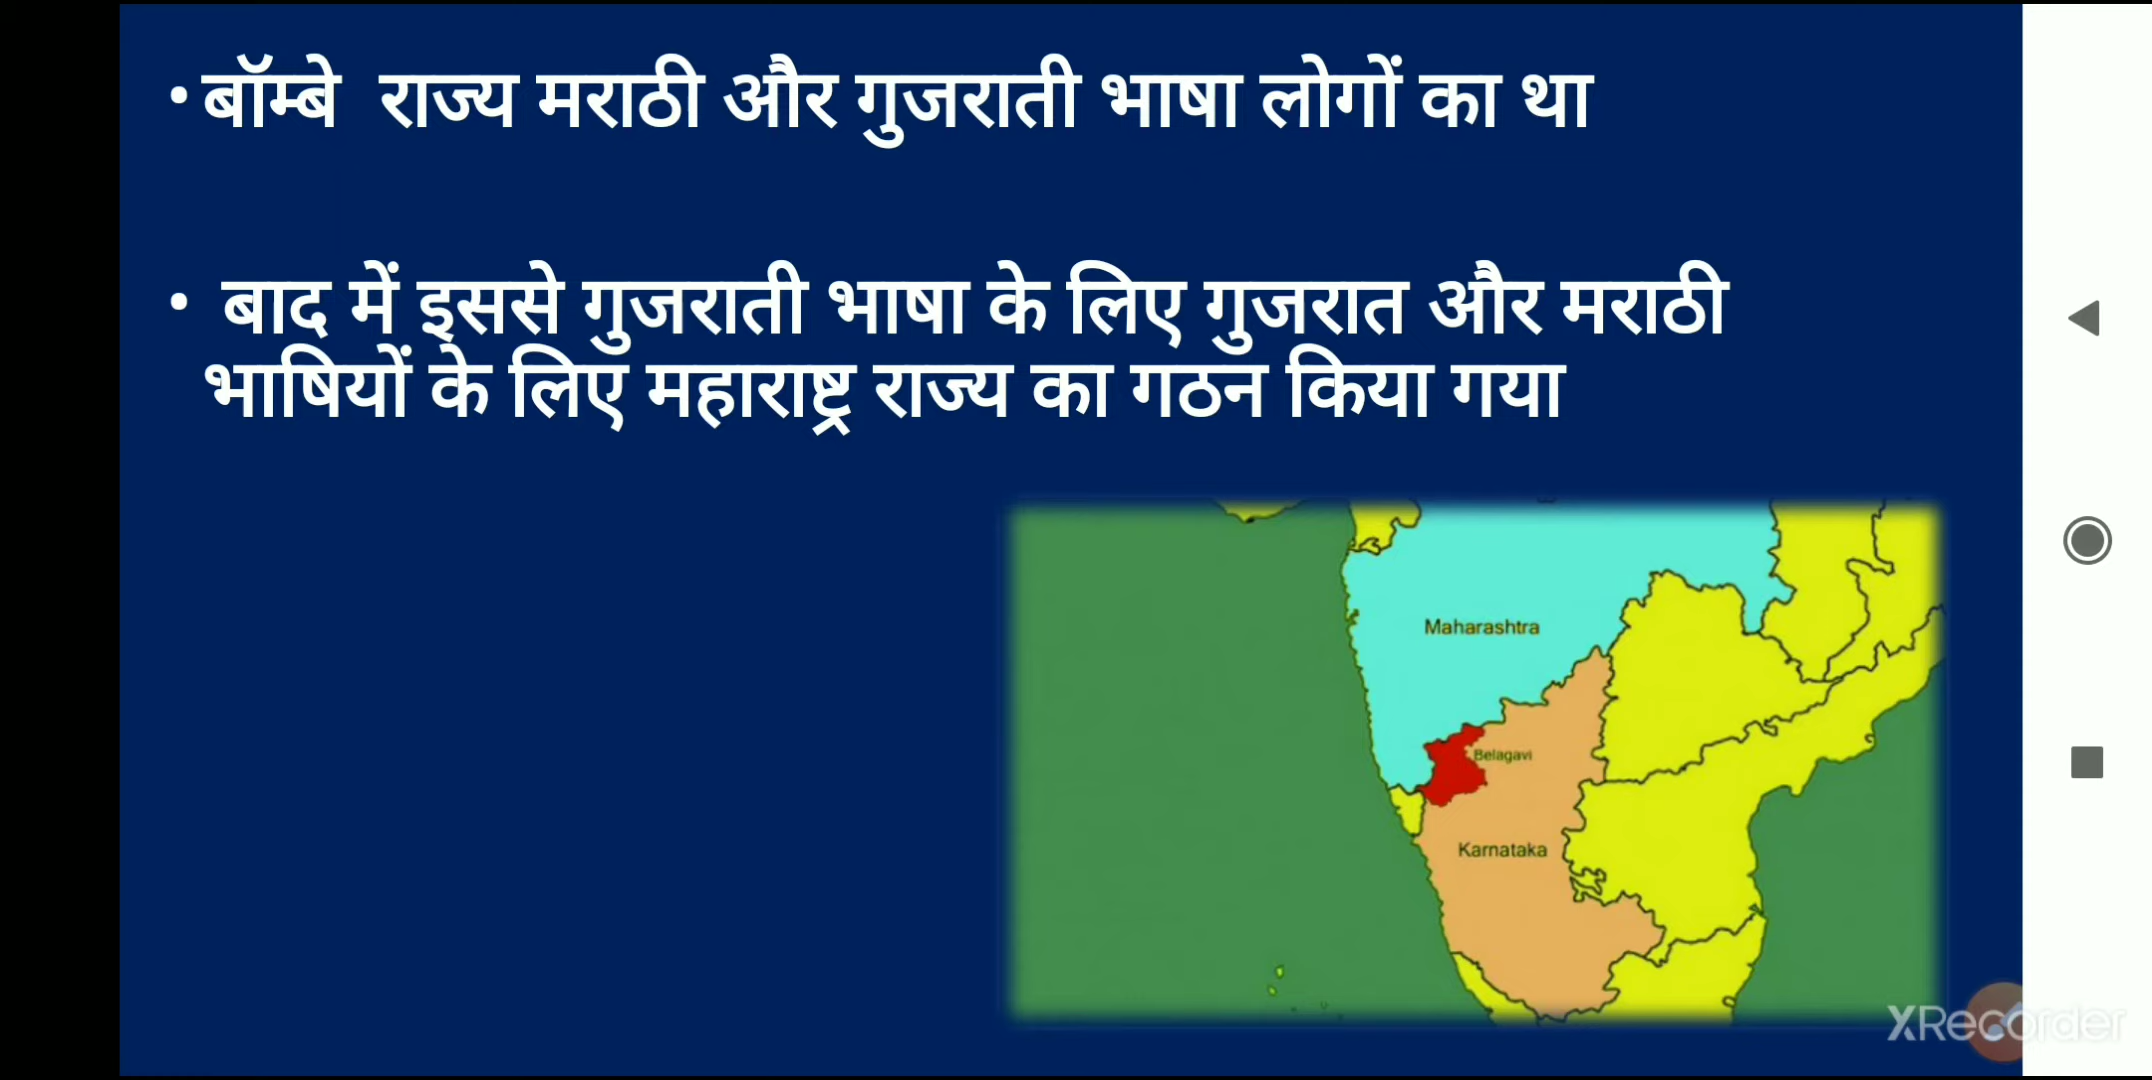 • बॉम्बे राज्य मराठी और गुजराती भाषा लोगों का था
• बाद में इससे गुजराती भाषा के लिए गुजरात और मराठी
भाषियों के लिए महाराष्ट्र राज्य का गठन किया गया
Maharashtra
Belagavi
Karnataka
XRecorder